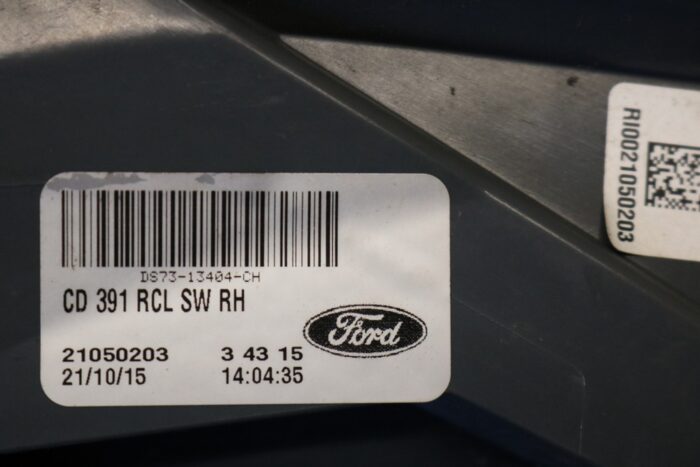 DS73-13404-CH
CD 391 RCL SW RH
Ford
21050203 3 43 15
21/10/15 14:04:35
RI0021050203